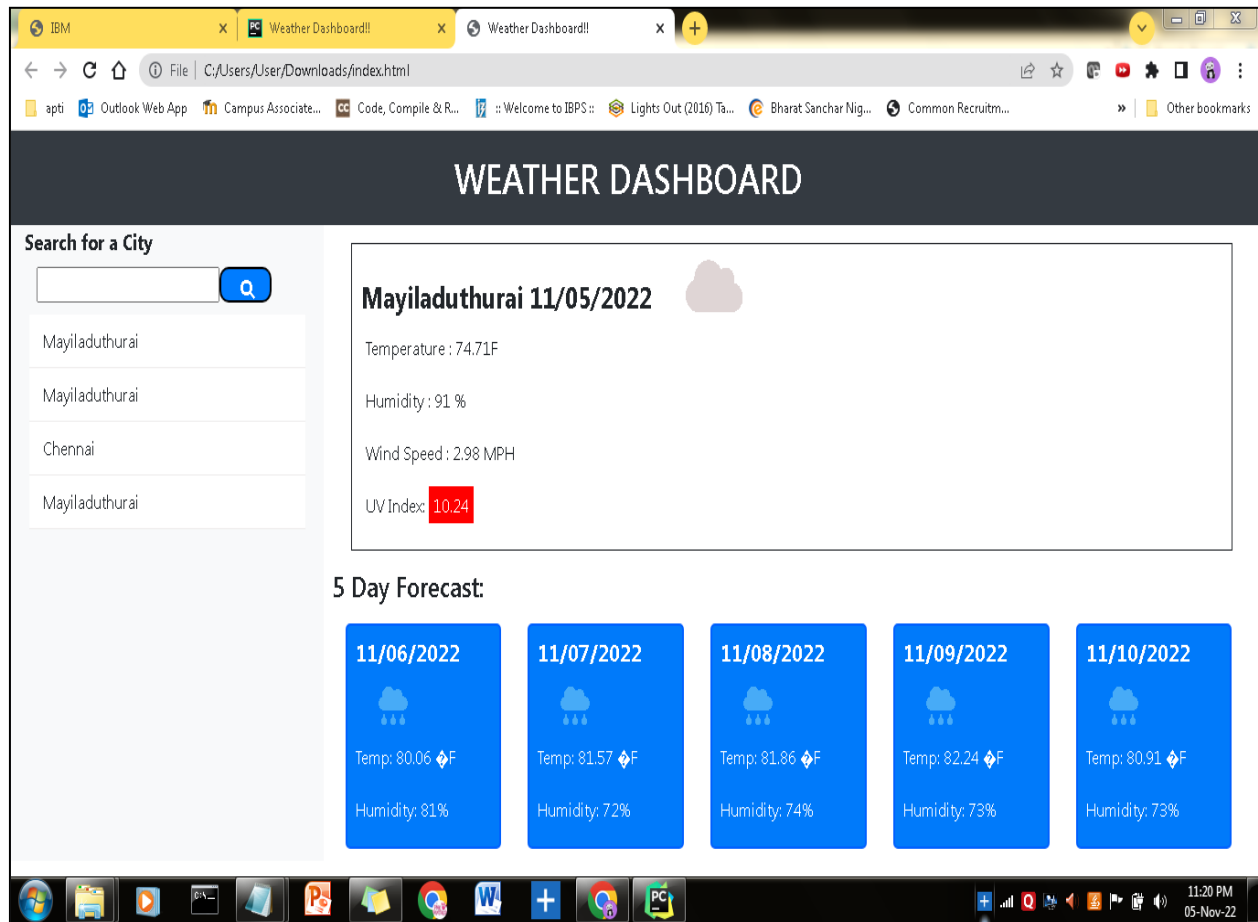 IBM
Weather Dashboard!!
Weather Dashboard!!
File
C:/Users/User/Downloads/index.html
apti
Outlook Web App
Campus Associate...
Code, Compile & R...
:: Welcome to IBPS ::
Lights Out (2016) Ta...
Bharat Sanchar Nig...
Common Recruitm...
»
Other bookmarks
WEATHER DASHBOARD
Search for a City
Mayiladuthurai
Mayiladuthurai
Chennai
Mayiladuthurai
Mayiladuthurai 11/05/2022
Temperature : 74.71F
Humidity : 91 %
Wind Speed : 2.98 MPH
UV Index: 10.24
5 Day Forecast:
11/06/2022
Temp: 80.06 �F
Humidity: 81%
11/07/2022
Temp: 81.57 �F
Humidity: 72%
11/08/2022
Temp: 81.86 �F
Humidity: 74%
11/09/2022
Temp: 82.24 �F
Humidity: 73%
11/10/2022
Temp: 80.91 �F
Humidity: 73%
11:20 PM
05-Nov-22